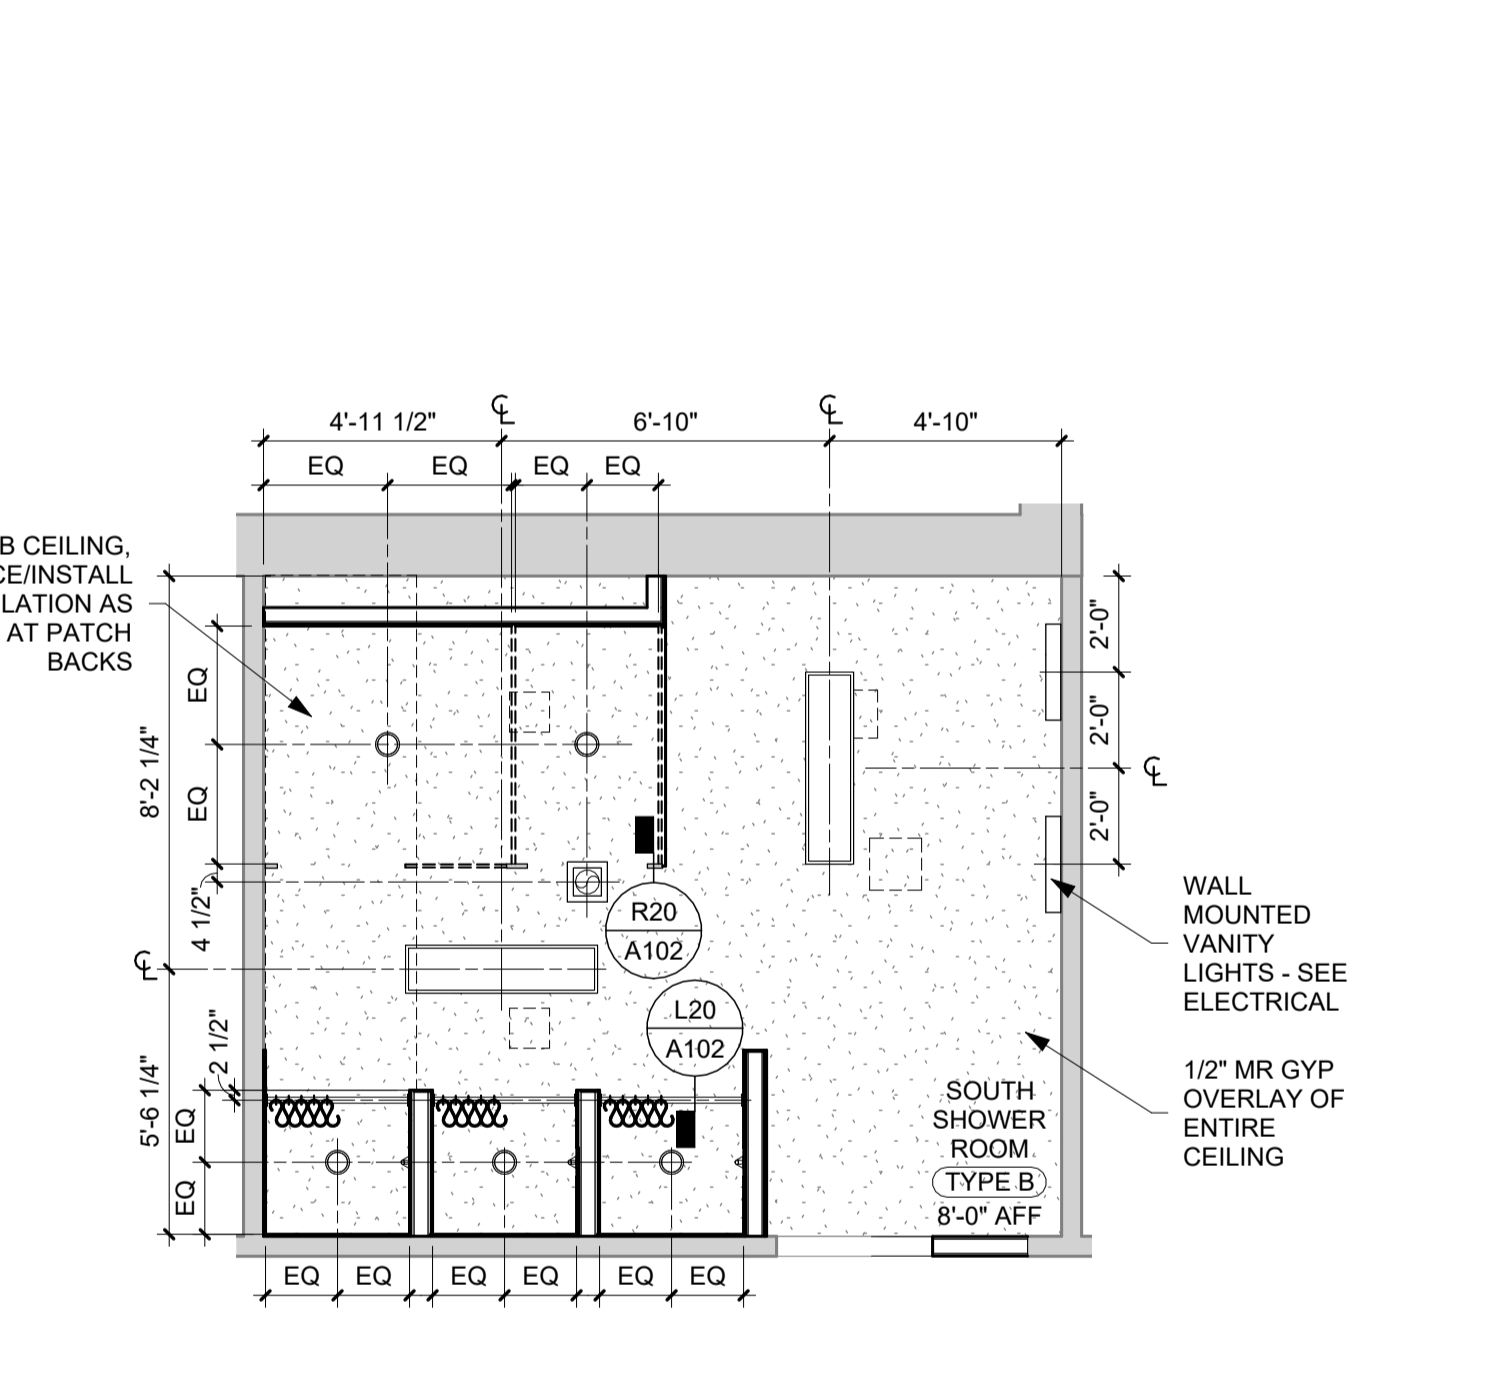 4'-11 1/2"
6'-10"
4'-10"
EQ
EQ
EQ
EQ
B CEILING,
CE/INSTALL
LATION AS
AT PATCH
BACKS
8'-2 1/4"
EQ
EQ
4 1/2"
5'-6 1/4"
2 1/2"
EQ
EQ
2'-0"
2'-0"
2'-0"
R20
A102
L20
A102
WALL
MOUNTED
VANITY
LIGHTS - SEE
ELECTRICAL
1/2" MR GYP
OVERLAY OF
ENTIRE
CEILING
SOUTH
SHOWER
ROOM
TYPE B
8'-0" AFF
EQ
EQ
EQ
EQ
EQ
EQ